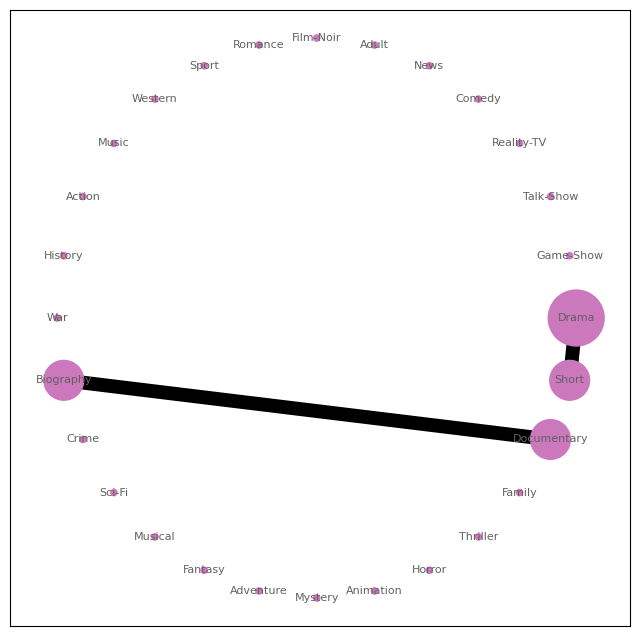 Film-Noir
Romance
Adult
Sport
News
Western
Comedy
Music
Reality-TV
Action
Talk-Show
History
Game-Show
War
Drama
Biography
Short
Crime
Documentary
Sci-Fi
Family
Musical
Thriller
Fantasy
Horror
Adventure
Animation
Mystery